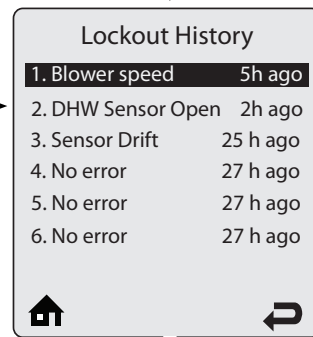 Lockout History
1. Blower speed 5h ago
2. DHW Sensor Open 2h ago
3. Sensor Drift 25 h ago
4. No error 27 h ago
5. No error 27 h ago
6. No error 27 h ago